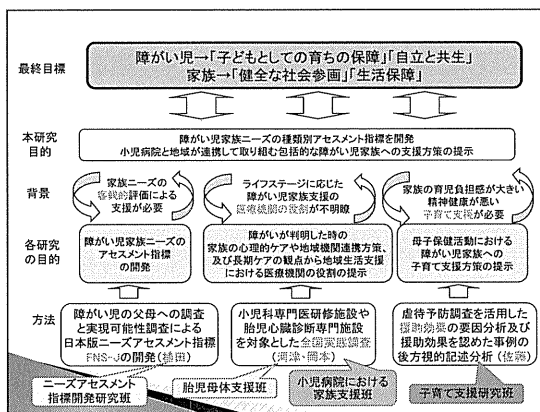 最終目標
障がい児→「子どもとしての育ちの保障」「自立と共生」
家族→「健全な社会参画」「生活保障」
本研究
目的
障がい児家族ニーズの種類別アセスメント指標を開発
小児病院と地域が連携して取り組む包括的な障がい児家族への支援方策の提示
背景
家族ニーズの
客観的評価による
支援が必要
ライフステージに応じた
障がい児家族支援の
医療機関の役割が不明瞭
家族の育児負担感が大きい
精神健康が悪い
子育て支援が必要
各研究
の目的
障がい児家族ニーズの
アセスメント指標
の開発
障がいが判明した時の
家族の心理的ケアや地域機関連携方策、
及び長期ケアの観点から地域生活支援
における医療機関の役割の提示
母子保健活動における
障がい児家族への
子育て支援方策の提示
方法
障がい児の父母への調査
と実現可能性調査による
日本版ニーズアセスメント指標
FNS-Jの開発(植田)
小児科専門医研修施設や
胎児心臓診断専門施設
を対象とした全国実態調査
(河津・岡本)
虐待予防調査を活用した
援助効果の要因分析及び
援助効果を認めた事例の
後方視的記述分析(佐藤)
ニーズアセスメント
指標開発研究班
胎児母体支援班
小児病院における
家族支援班
子育て支援研究班